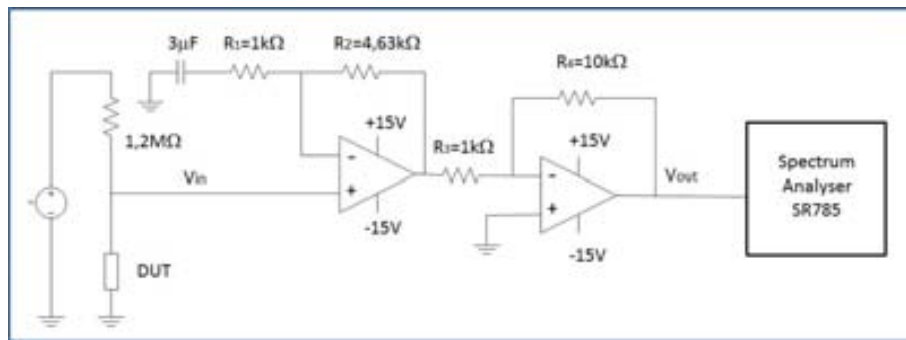 3μF
R1=1kΩ
R2=4,63kΩ
R4=10kΩ
1,2MΩ
+15V
-
+
-15V
R3=1kΩ
+15V
-
+
-15V
Vin
Vout
DUT
Spectrum
Analyser
SR785